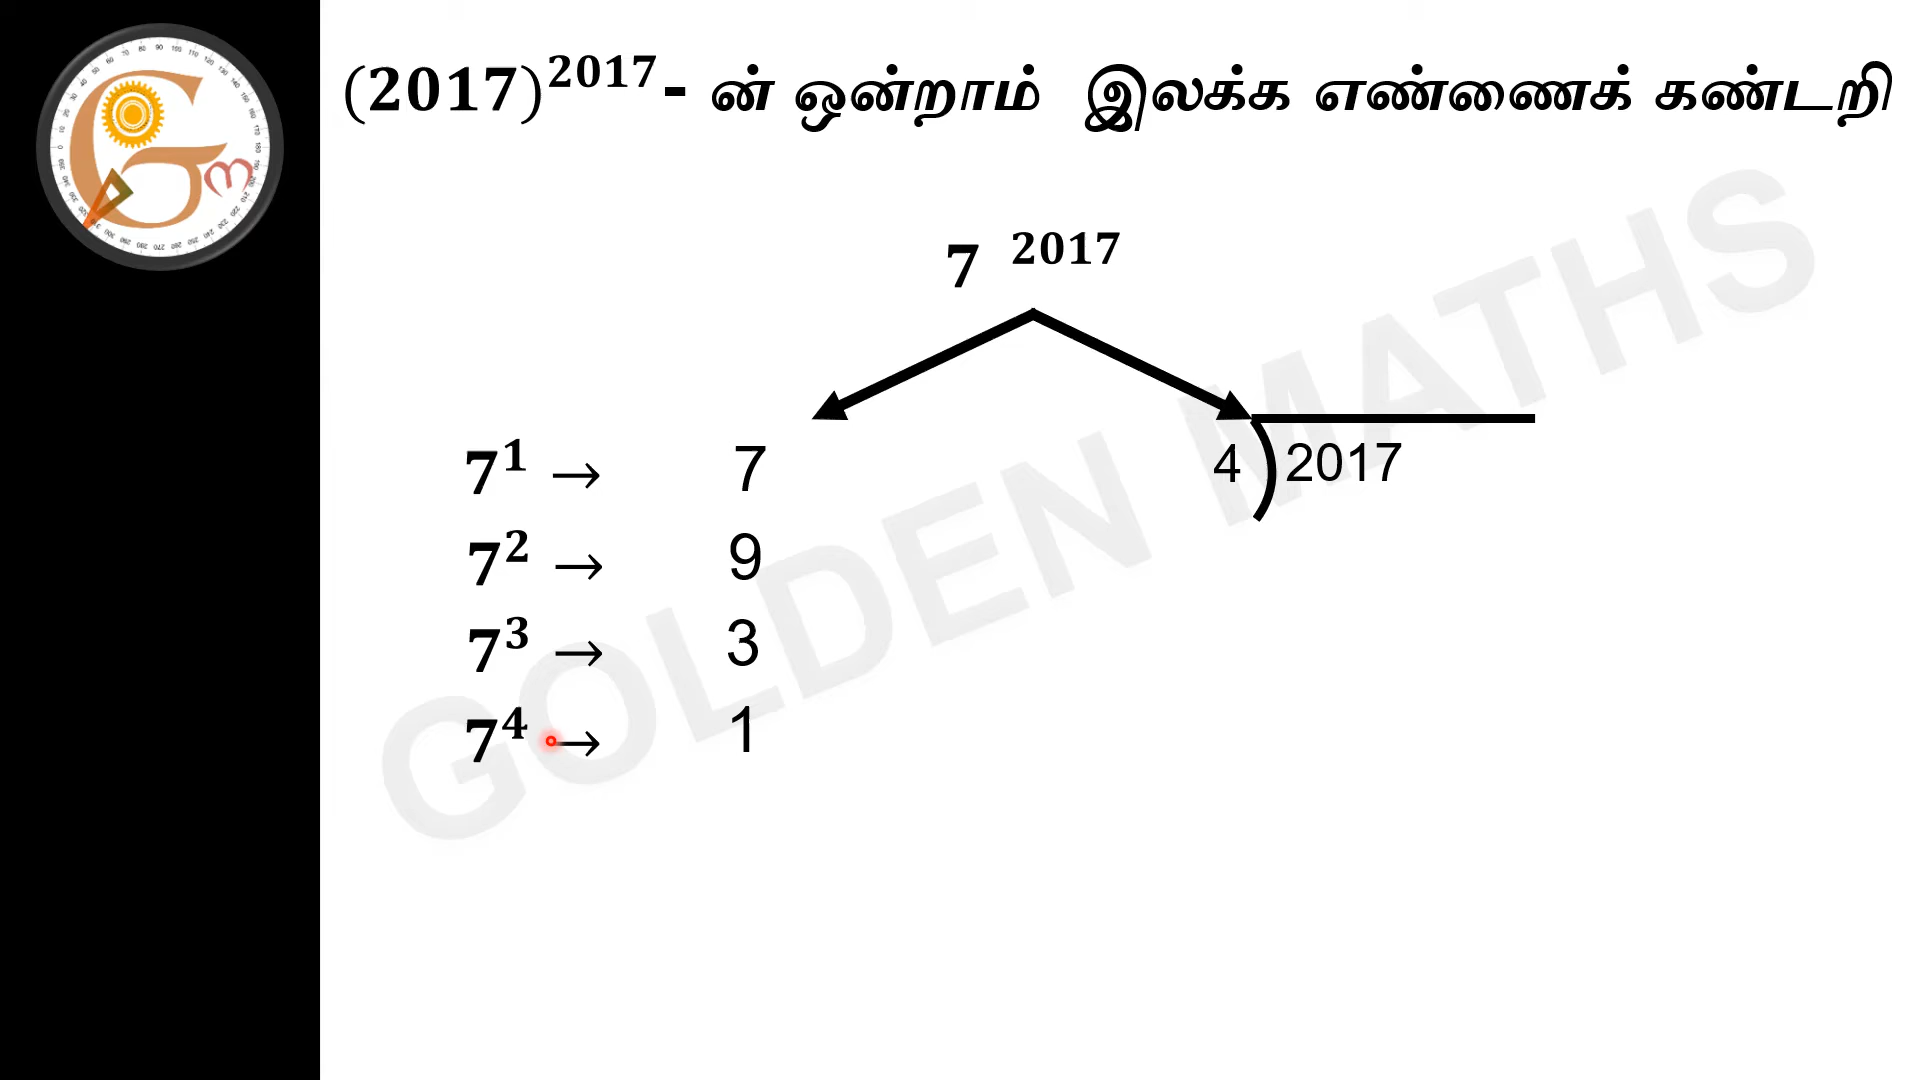 (2017)^2017 - ன் ஒன்றாம் இலக்க எண்ணைக் கண்டறி
7^2017
7^1 → 7
4)2017
7^2 → 9
7^3 → 3
7^4 → 1
GOLDEN MATHS